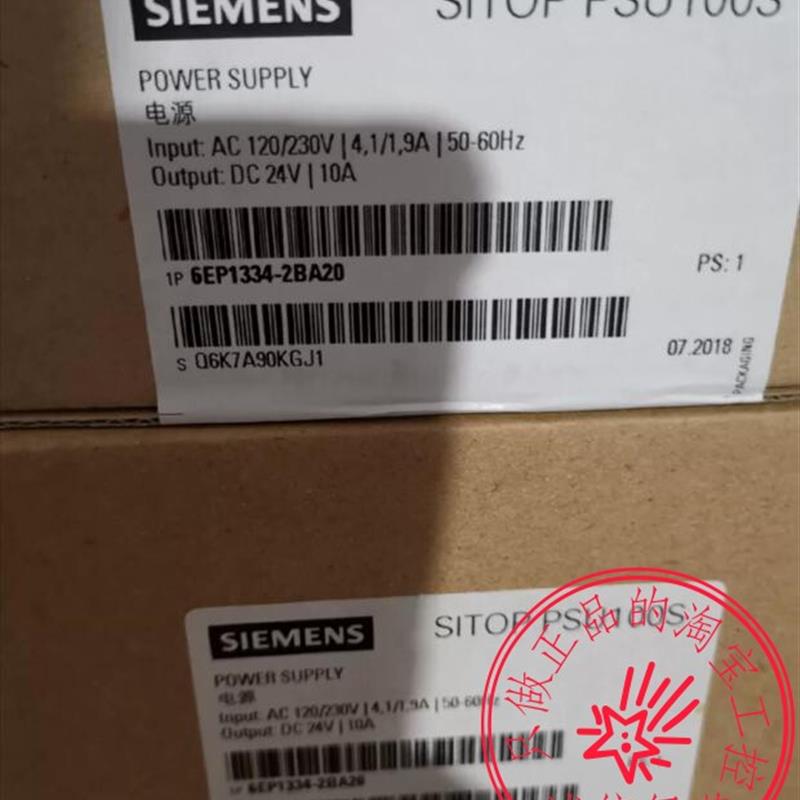 SIEMENS
SITOP PSU100S
POWER SUPPLY
电源
Input: AC 120/230V | 4,1/1,9A | 50-60Hz
Output: DC 24V | 10A
1P 6EP1334-2BA20
PS: 1
S Q6K7A90KGJ1
07.2018
PACKAGING
SIEMENS
SITOP PSU100S
POWER SUPPLY
电源
Input: AC 120/230V | 4,1/1,9A | 50-60Hz
Output: DC 24V | 10A
1P 6EP1334-2BA20
只做正品的淘宝工控